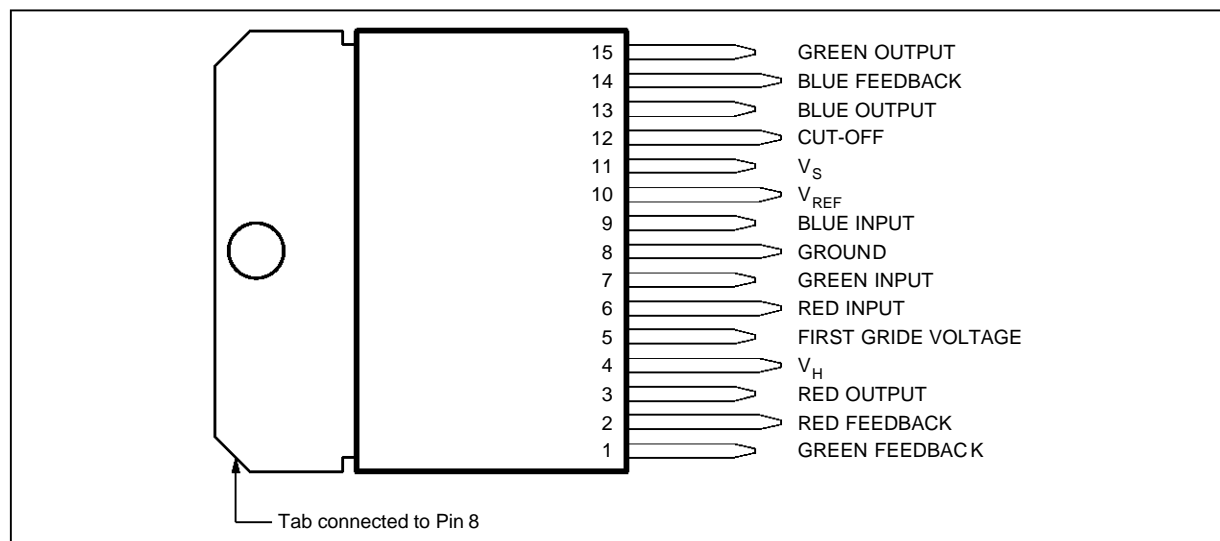 15 GREEN OUTPUT
14 BLUE FEEDBACK
13 BLUE OUTPUT
12 CUT-OFF
11 VS
10 VREF
9 BLUE INPUT
8 GROUND
7 GREEN INPUT
6 RED INPUT
5 FIRST GRIDE VOLTAGE
4 VH
3 RED OUTPUT
2 RED FEEDBACK
1 GREEN FEEDBACK
Tab connected to Pin 8